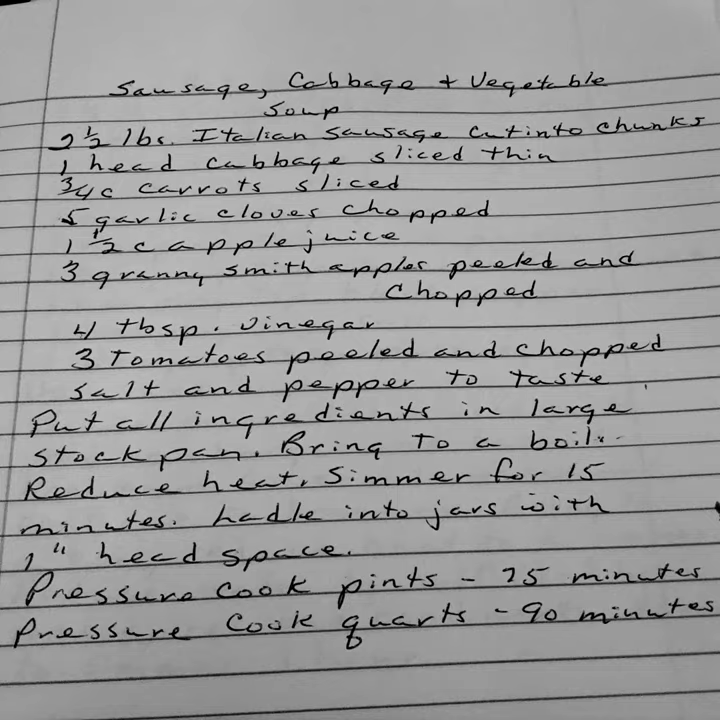 Sausage, Cabbage + Vegetable
Soup
2 ½ lbs. Italian sausage cut into chunks
1 head cabbage sliced thin
¾ c carrots sliced
5 garlic cloves chopped
1 ½ c apple juice
3 granny smith apples peeled and
chopped
4 tbsp. vinegar
3 tomatoes peeled and chopped
salt and pepper to taste
Put all ingredients in large
stock pan. Bring to a boil.
Reduce heat. Simmer for 15
minutes. Ladle into jars with
1" head space.
Pressure cook pints - 75 minutes
Pressure cook quarts - 90 minutes